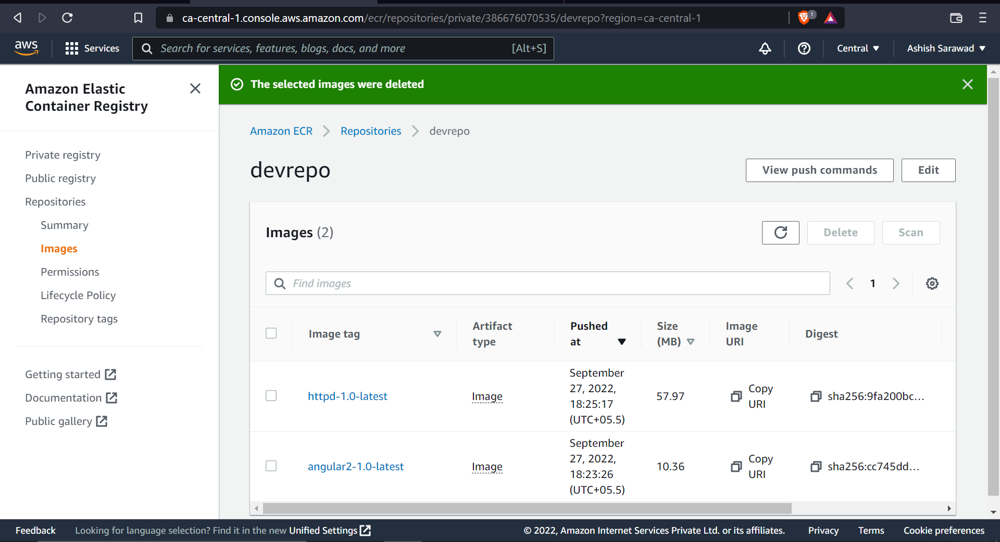 ca-central-1.console.aws.amazon.com/ecr/repositories/private/386676070535/devrepo?region=ca-central-1
1
aws
Services
Search for services, features, blogs, docs, and more
[Alt+S]
Central
Ashish Sarawad
Amazon Elastic
Container Registry
Private registry
Public registry
Repositories
Summary
Images
Permissions
Lifecycle Policy
Repository tags
Getting started
Documentation
Public gallery
The selected images were deleted
Amazon ECR
Repositories
devrepo
devrepo
View push commands
Edit
Images (2)
Delete
Scan
Find images
1
Image tag
Artifact
type
Pushed
at
Size
(MB)
Image
URI
Digest
httpd-1.0-latest
Image
September
27, 2022,
18:25:17
(UTC+05.5)
57.97
Copy
URI
sha256:9fa200bc...
angular2-1.0-latest
Image
September
27, 2022,
18:23:26
(UTC+05.5)
10.36
Copy
URI
sha256:cc745dd...
Feedback
Looking for language selection? Find it in the new Unified Settings
© 2022, Amazon Internet Services Private Ltd. or its affiliates.
Privacy
Terms
Cookie preferences